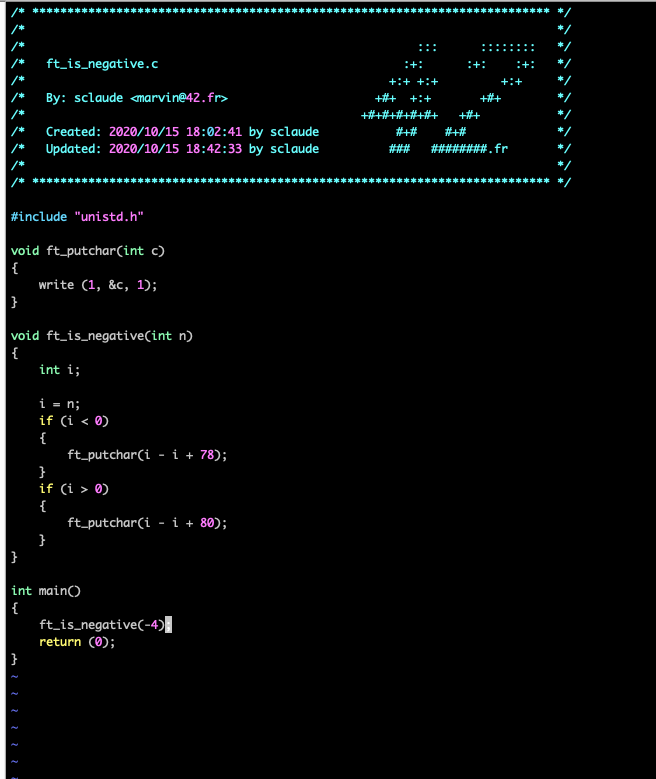 /* ************************************************************************** */
/*                                                                            */
/*                                                        :::      ::::::::   */
/*   ft_is_negative.c                                   :+:      :+:    :+:   */
/*                                                    +:+ +:+         +:+     */
/*   By: sclaude <marvin@42.fr>                     +#+  +:+       +#+        */
/*                                                +#+#+#+#+#+   +#+           */
/*   Created: 2020/10/15 18:02:41 by sclaude           #+#    #+#             */
/*   Updated: 2020/10/15 18:42:33 by sclaude          ###   ########.fr       */
/*                                                                            */
/* ************************************************************************** */

#include "unistd.h"

void ft_putchar(int c)
{
    write (1, &c, 1);
}

void ft_is_negative(int n)
{
    int i;

    i = n;
    if (i < 0)
    {
        ft_putchar(i - i + 78);
    }
    if (i > 0)
    {
        ft_putchar(i - i + 80);
    }
}

int main()
{
    ft_is_negative(-4);
    return (0);
}
~
~
~
~
~
~
~